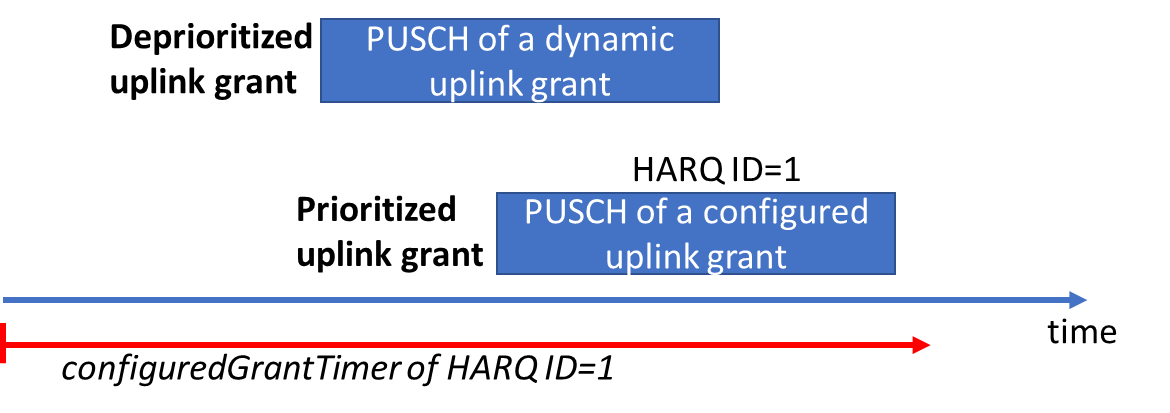 Deprioritized
uplink grant
PUSCH of a dynamic
uplink grant
HARQ ID=1
Prioritized
uplink grant
PUSCH of a configured
uplink grant
time
configuredGrantTimer of HARQ ID=1